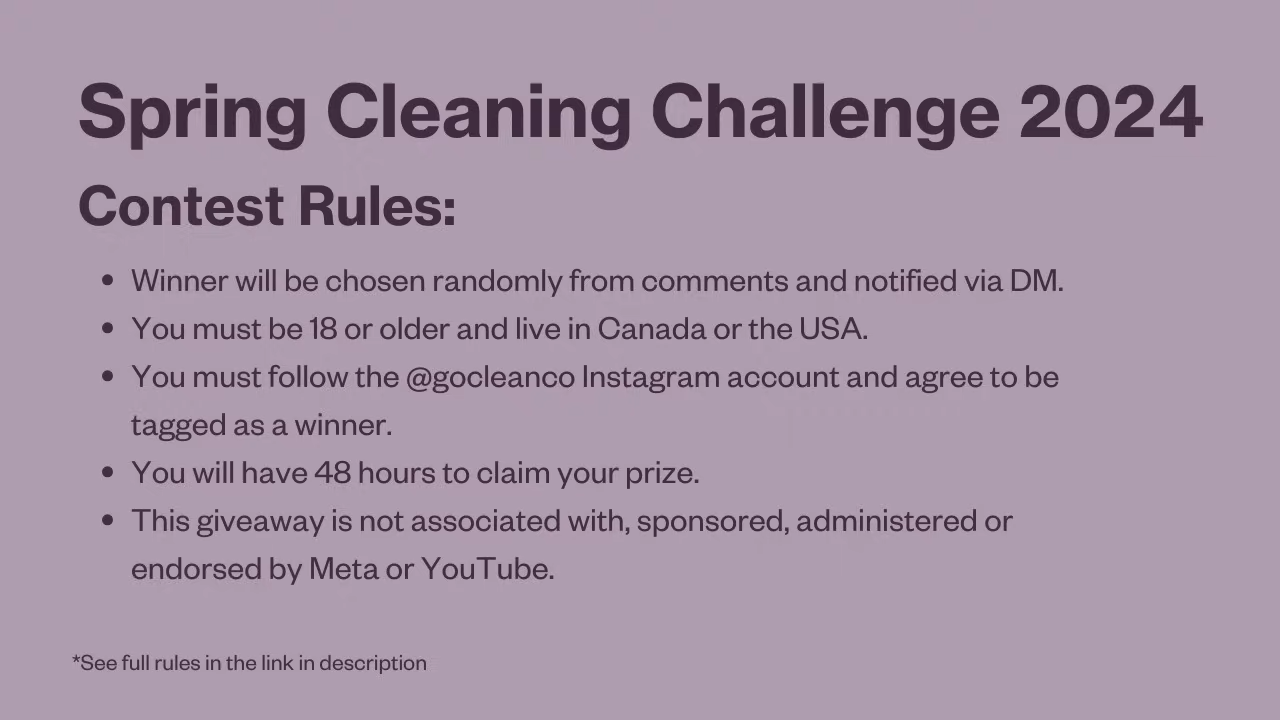 Spring Cleaning Challenge 2024
Contest Rules:
• Winner will be chosen randomly from comments and notified via DM.
• You must be 18 or older and live in Canada or the USA.
• You must follow the @gocleanco Instagram account and agree to be
tagged as a winner.
• You will have 48 hours to claim your prize.
• This giveaway is not associated with, sponsored, administered or
endorsed by Meta or YouTube.
*See full rules in the link in description